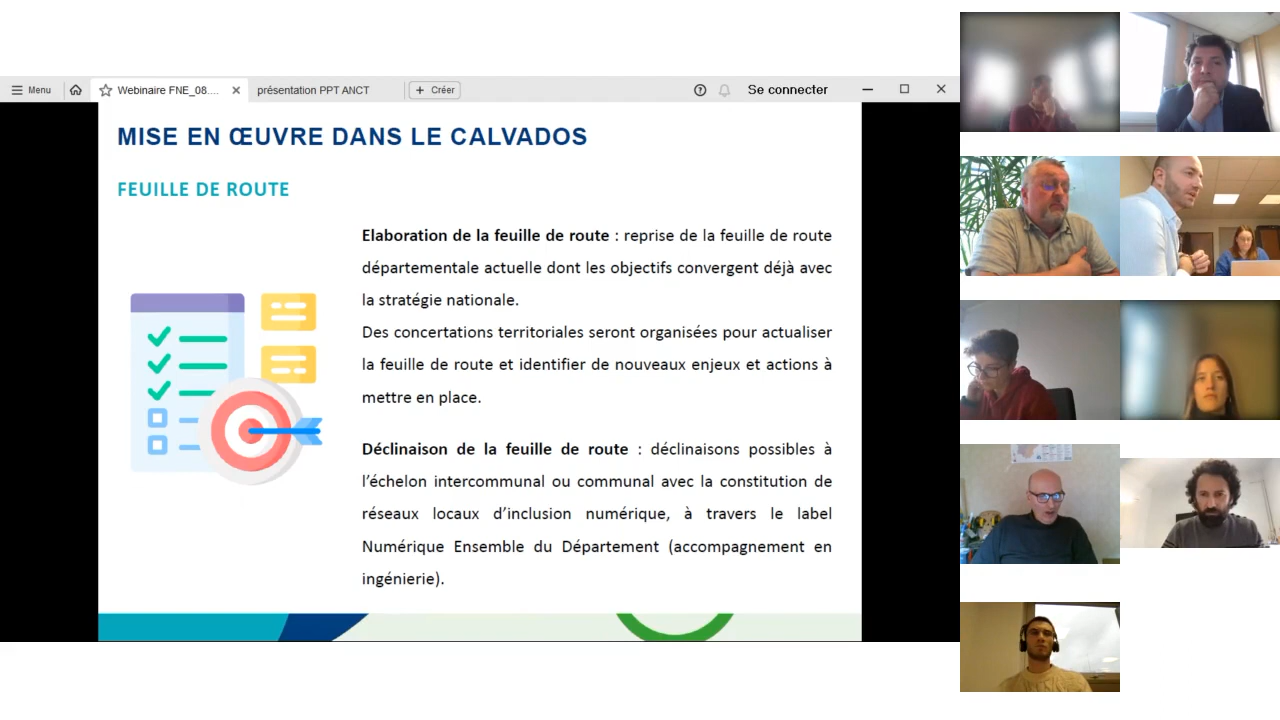 Menu
Webinaire FNE_08....
présentation PPT ANCT
Créer
Se connecter
MISE EN ŒUVRE DANS LE CALVADOS
FEUILLE DE ROUTE
Elaboration de la feuille de route : reprise de la feuille de route
départementale actuelle dont les objectifs convergent déjà avec
la stratégie nationale.
Des concertations territoriales seront organisées pour actualiser
la feuille de route et identifier de nouveaux enjeux et actions à
mettre en place.
Déclinaison de la feuille de route : déclinaisons possibles à
l’échelon intercommunal ou communal avec la constitution de
réseaux locaux d’inclusion numérique, à travers le label
Numérique Ensemble du Département (accompagnement en
ingénierie).